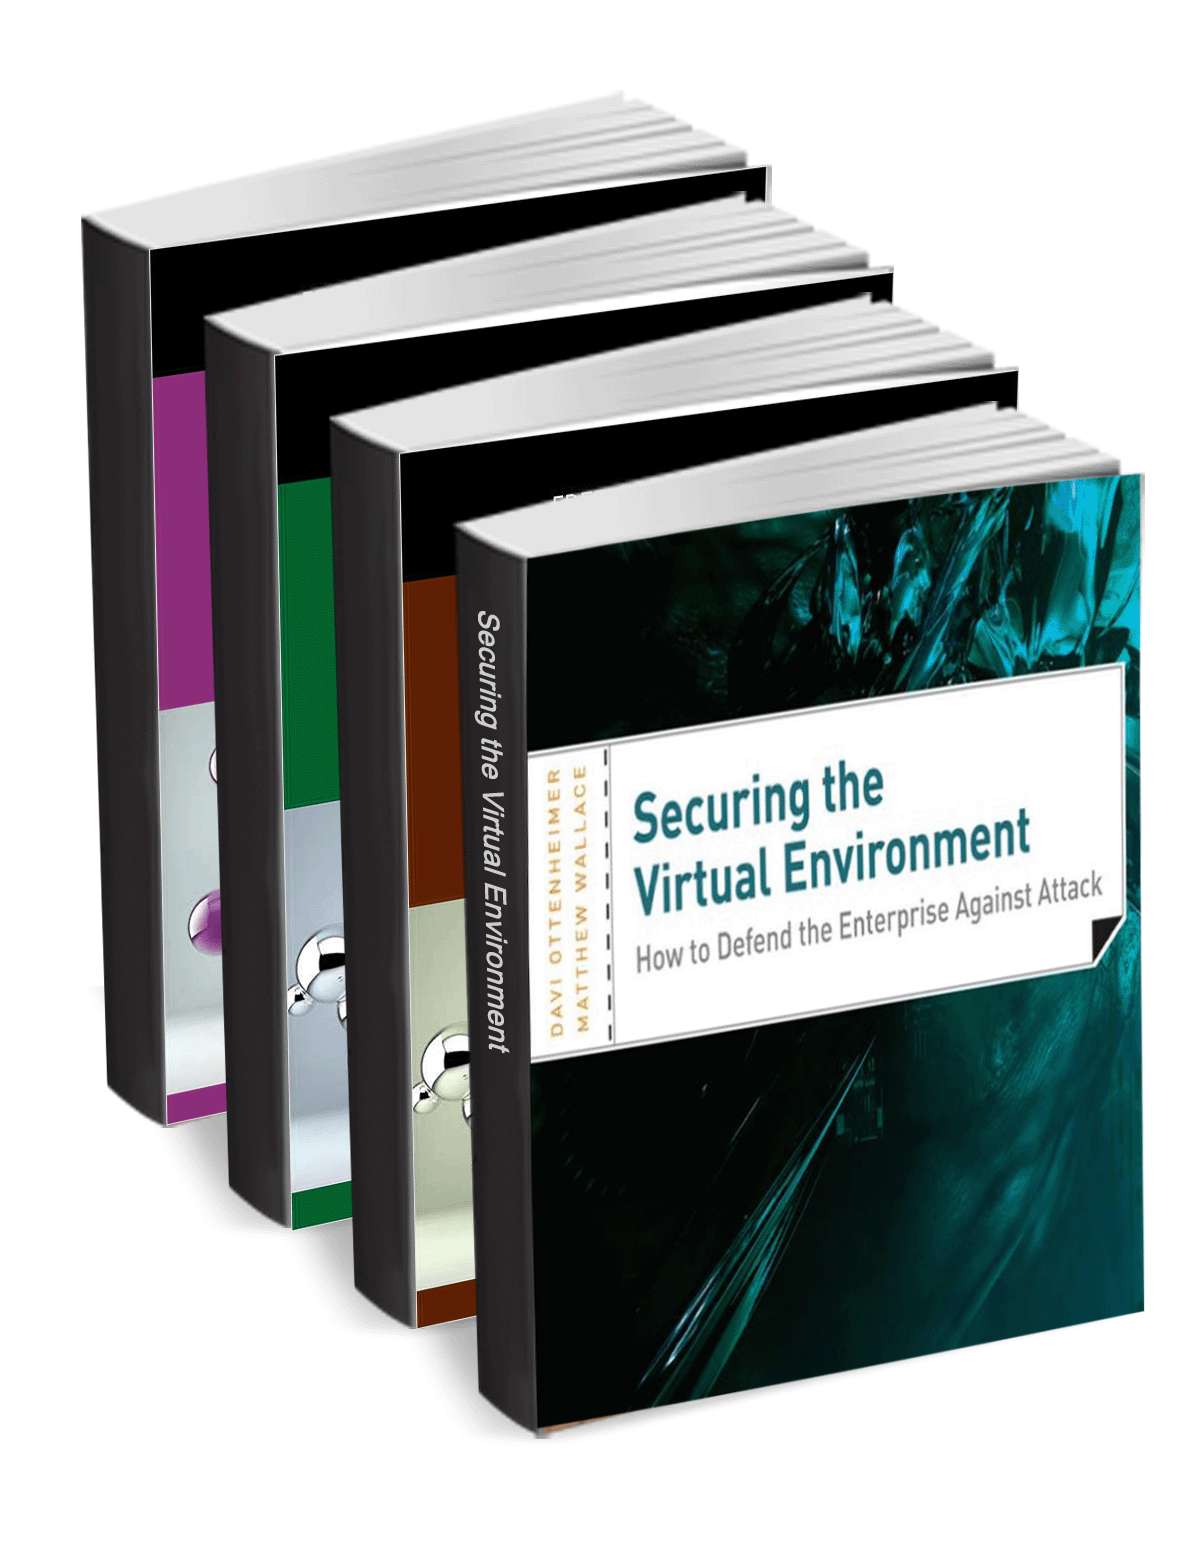 Securing the Virtual Environment
DAVI OTTENHEIMER
MATTHEW WALLACE
Securing the
Virtual Environment
How to Defend the Enterprise Against Attack